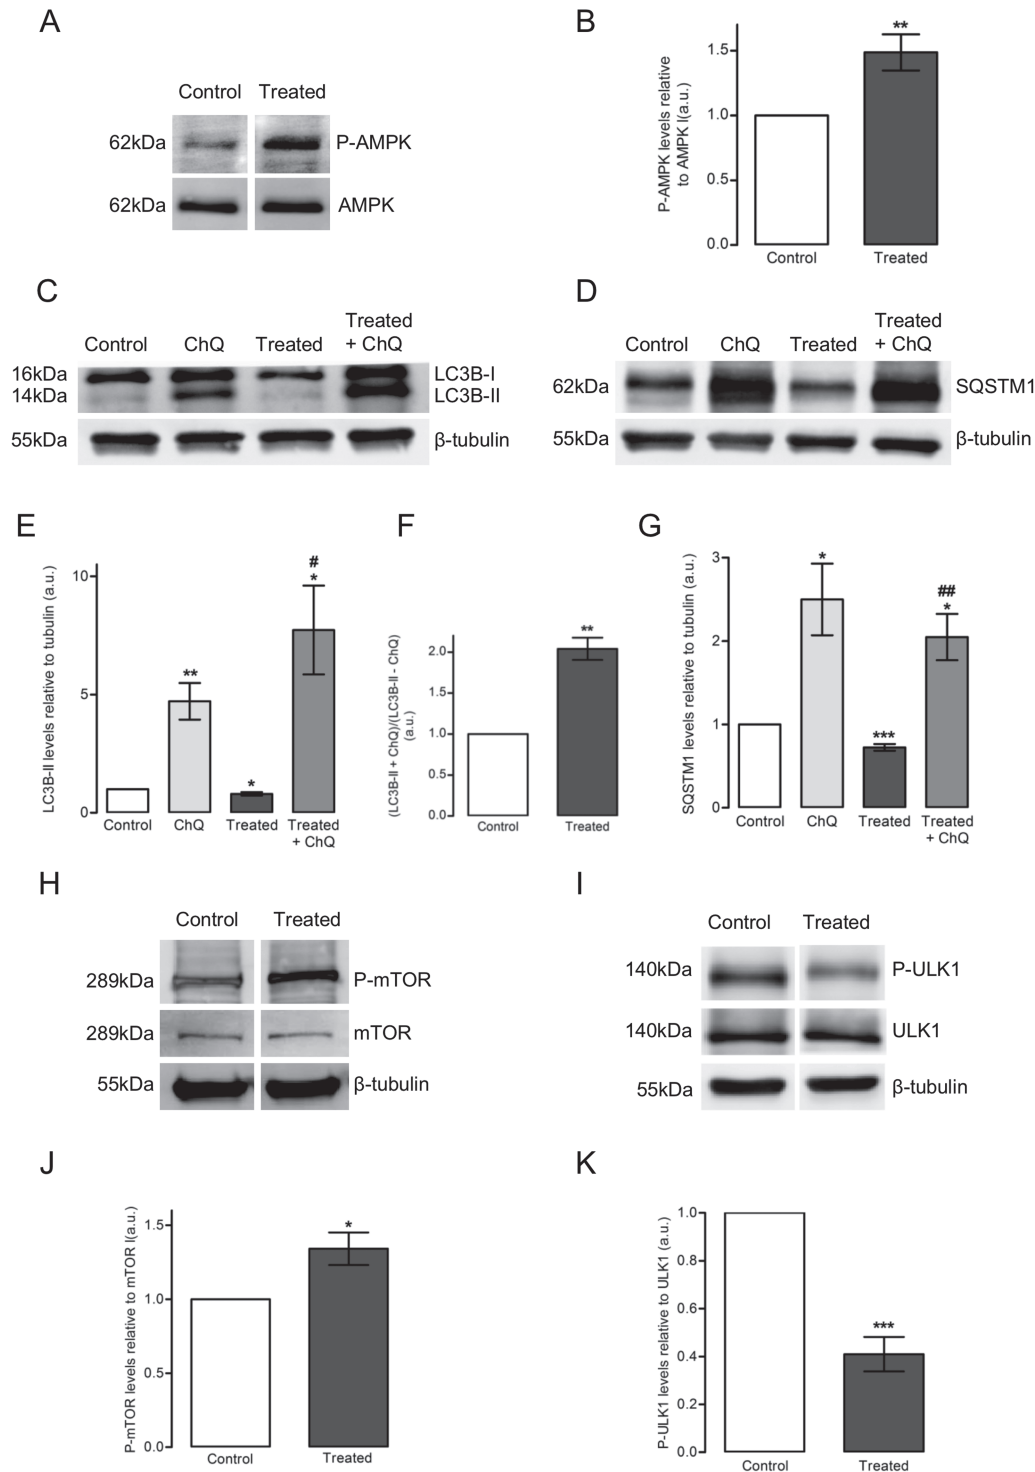 A
Control Treated
62kDa P-AMPK
62kDa AMPK
B
P-AMPK levels relative
to AMPK l(a.u.)
**
1.5
1.0
0.5
0.0
Control Treated
C
Control ChQ Treated Treated
+ ChQ
16kDa LC3B-I
14kDa LC3B-II
55kDa β-tubulin
D
Control ChQ Treated Treated
+ ChQ
62kDa SQSTM1
55kDa β-tubulin
E
LC3B-II levels relative to tubulin (a.u.)
10
5
0
**
*
#
*
Control ChQ Treated Treated
+ ChQ
F
(LC3B-II + ChQ)/(LC3B-II - ChQ)
(a.u.)
**
2.0
1.5
1.0
0.5
0.0
Control Treated
G
SQSTM1 levels relative to tubulin (a.u.)
3
2
1
0
*
***
##
*
Control ChQ Treated Treated
+ ChQ
H
Control Treated
289kDa P-mTOR
289kDa mTOR
55kDa β-tubulin
I
Control Treated
140kDa P-ULK1
140kDa ULK1
55kDa β-tubulin
J
P-mTOR levels relative to mTOR l(a.u.)
*
1.5
1.0
0.5
0.0
Control Treated
K
P-ULK1 levels relative to ULK1 (a.u.)
1.0
0.8
0.6
0.4
0.2
0.0
***
Control Treated